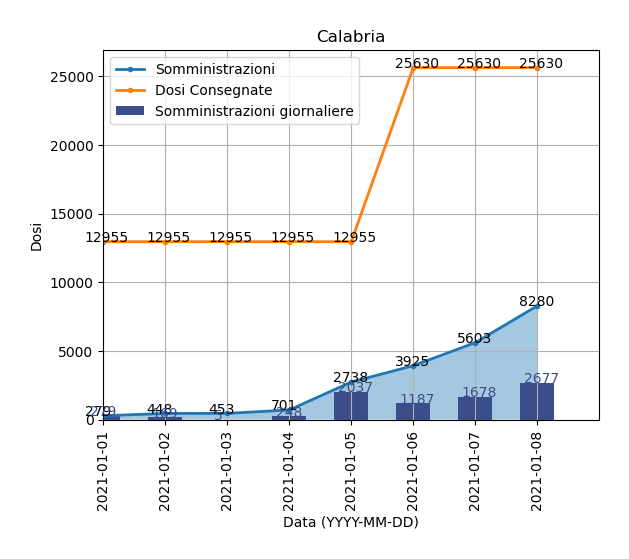 Calabria
Somministrazioni
Dosi Consegnate
Somministrazioni giornaliere
25630 25630 25630
12955 12955 12955 12955 12955
279 448 453 701 2738 3925 5603 8280
169 5 248 2037 1187 1678 2677
25000
20000
15000
10000
5000
0
Dosi
2021-01-01
2021-01-02
2021-01-03
2021-01-04
2021-01-05
2021-01-06
2021-01-07
2021-01-08
Data (YYYY-MM-DD)